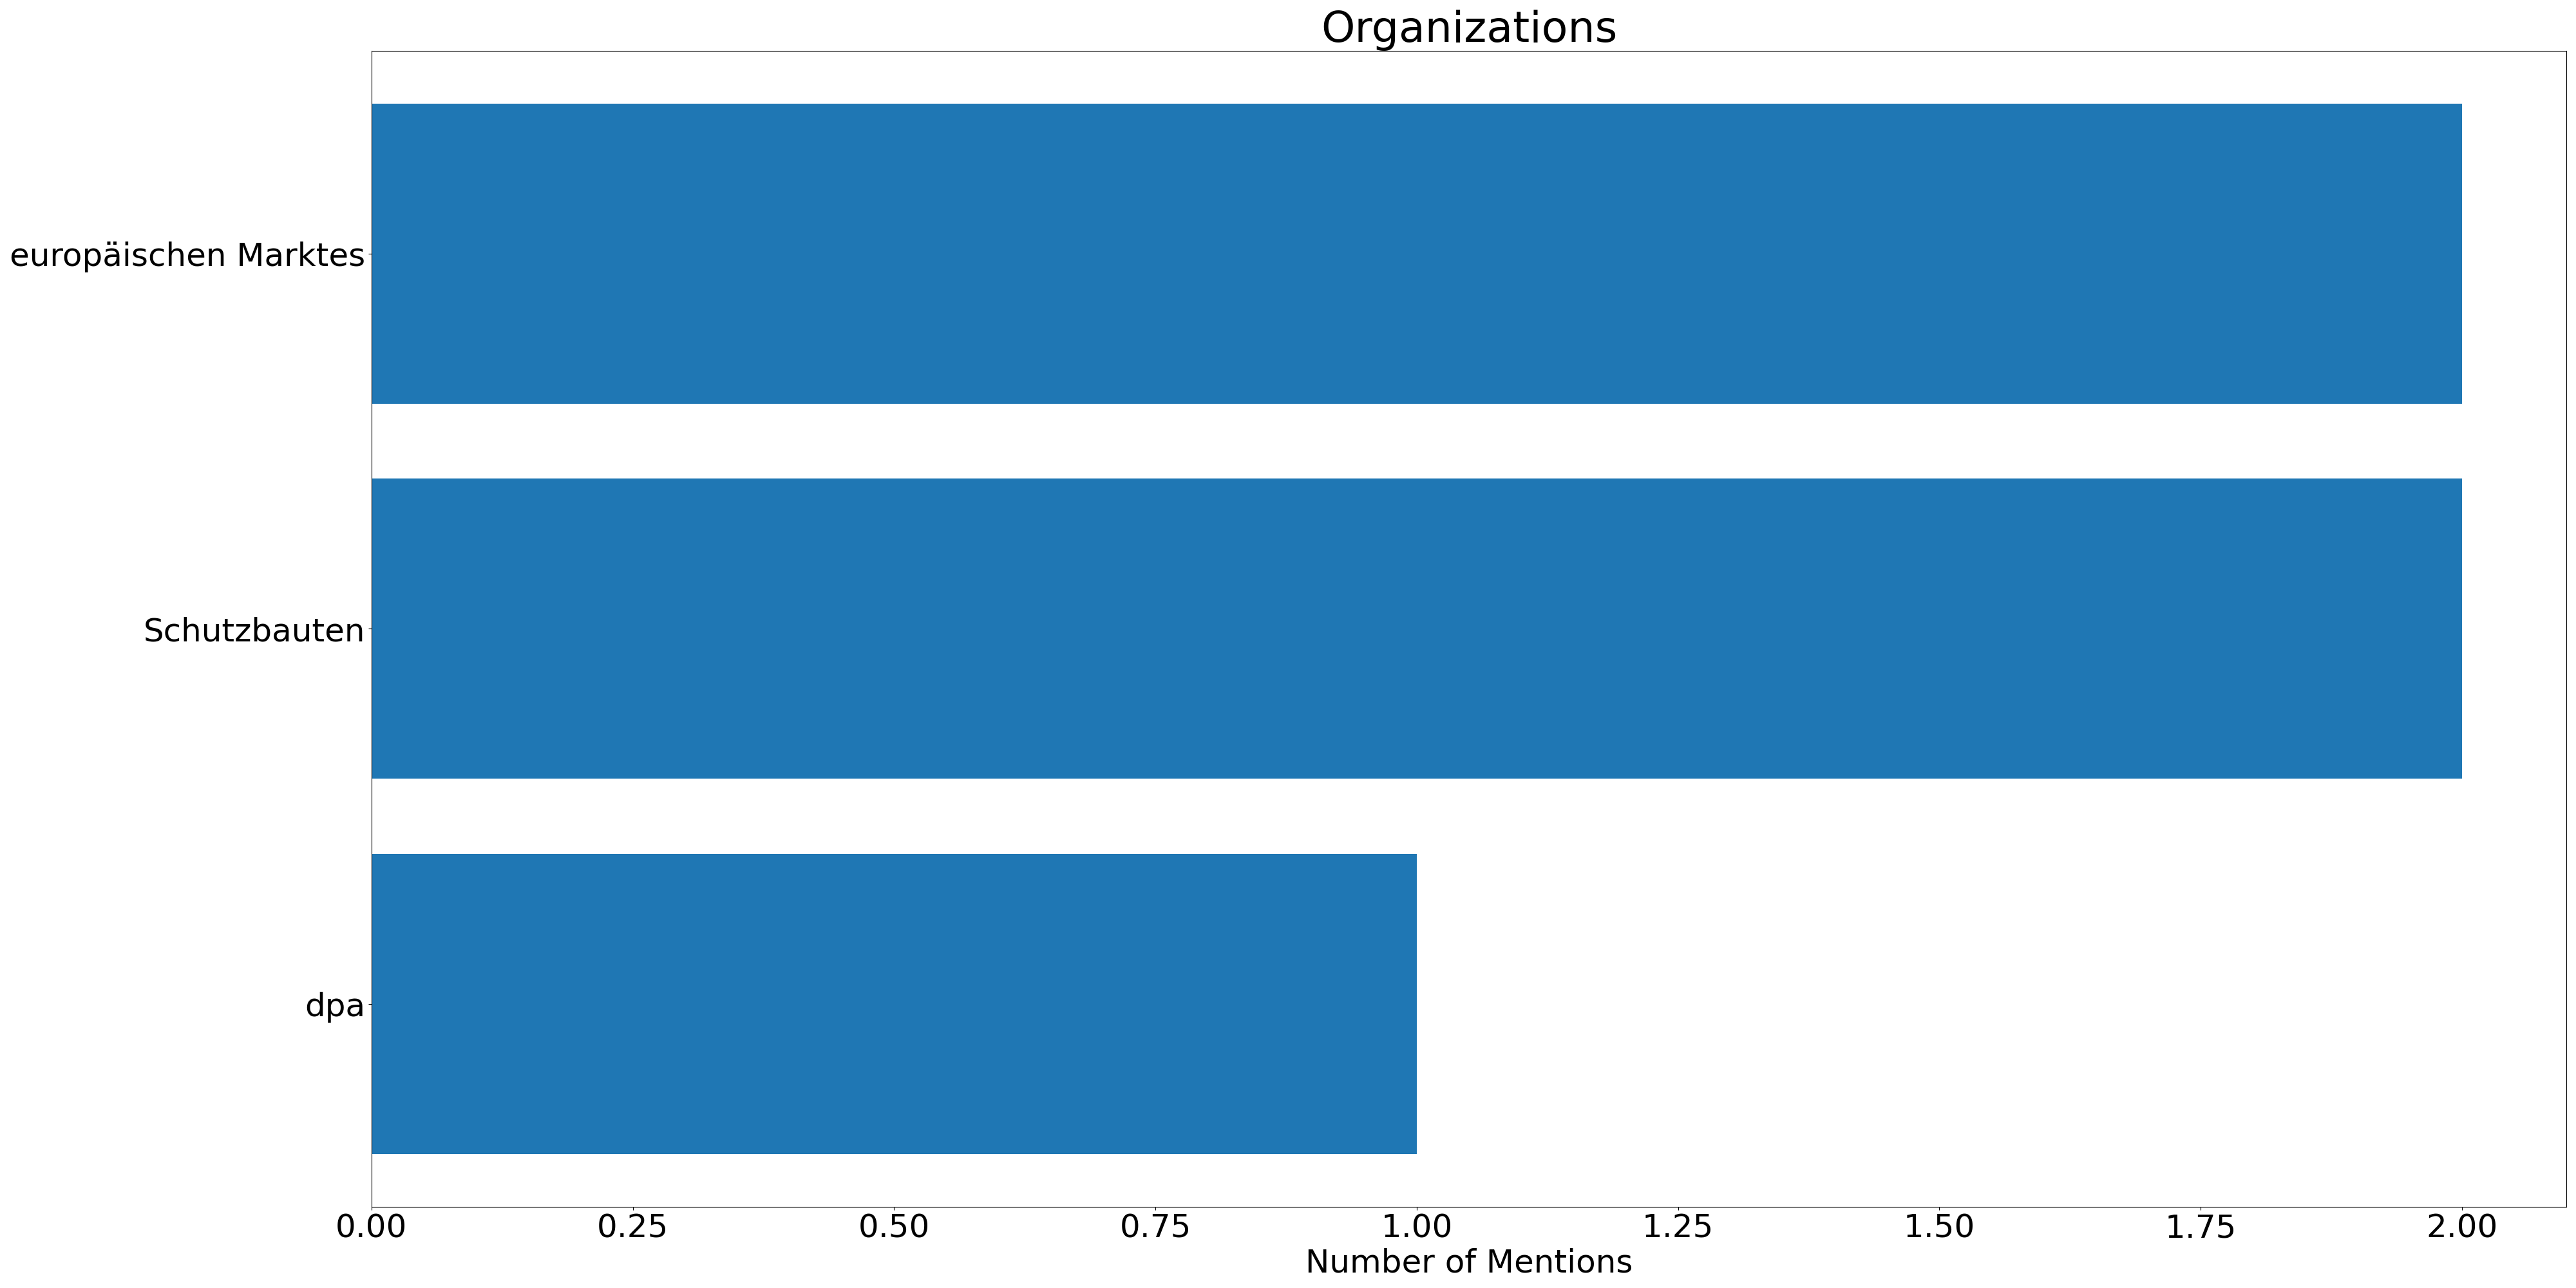 Organizations
europäischen Marktes
Schutzbauten
dpa
0.00 0.25 0.50 0.75 1.00 1.25 1.50 1.75 2.00
Number of Mentions